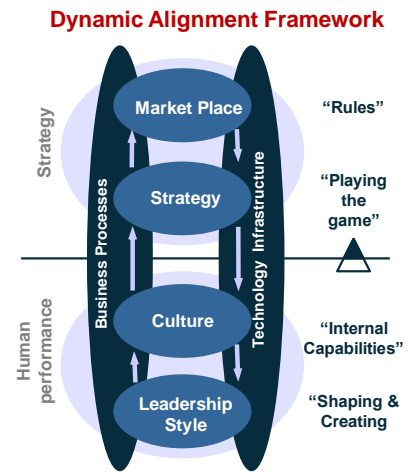 Dynamic Alignment Framework
Strategy
Human
performance
Business Processes
Technology Infrastructure
Market Place
Strategy
Culture
Leadership
Style
“Rules”
“Playing
the
game”
“Internal
Capabilities”
“Shaping &
Creating